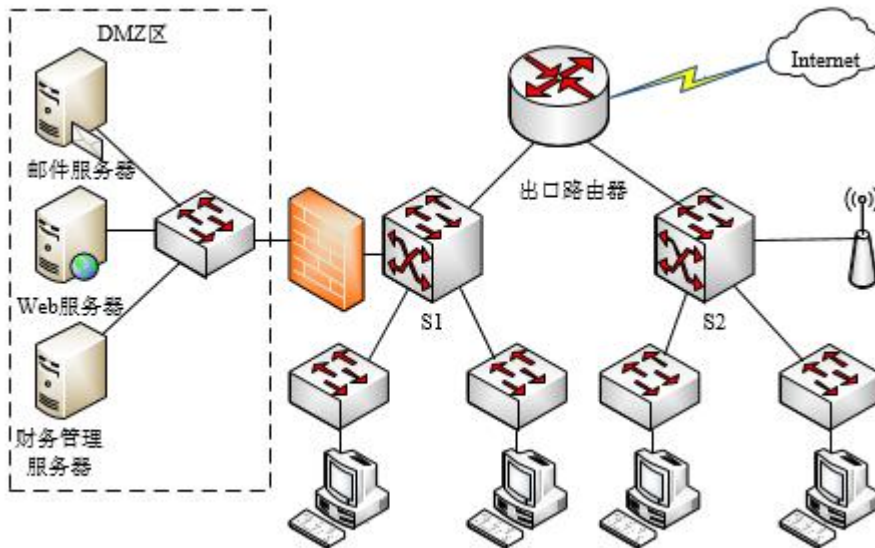 DMZ区
Internet
邮件服务器
出口路由器
Web服务器
S1
S2
财务管理
服务器